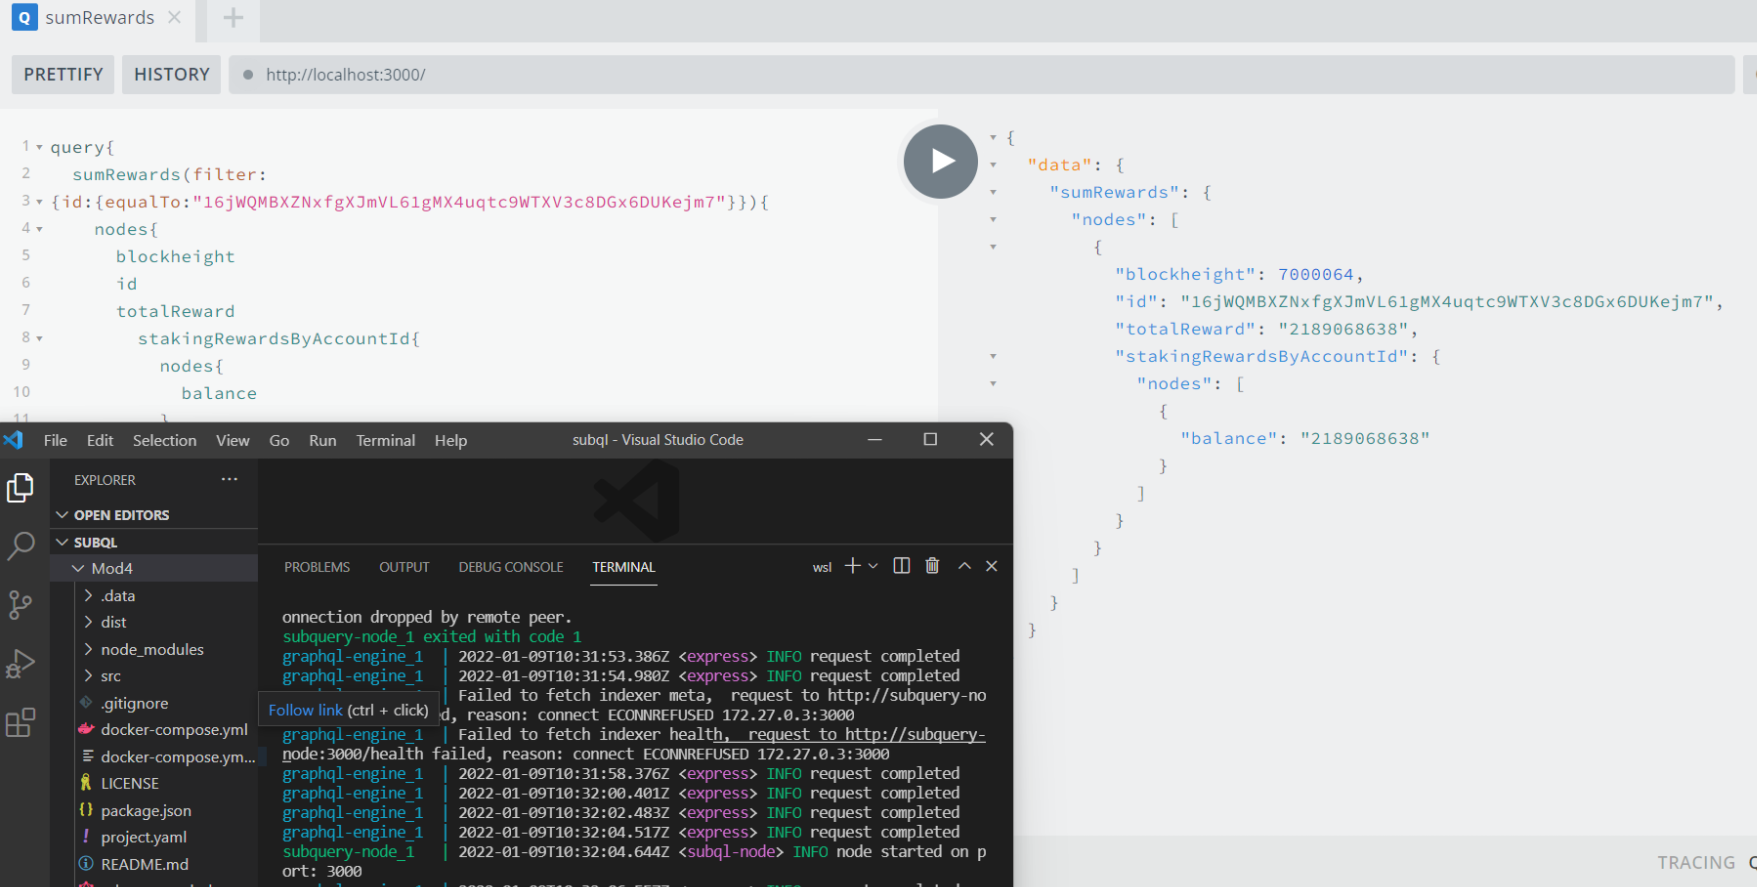 Q sumRewards
PRETTIFY HISTORY http://localhost:3000/
1 query{
2 sumRewards(filter:
3 {id:{equalTo:"16jWQMBXZNxfgXJmVL61gMX4uqtc9WTXV3c8DGx6DUKejm7"}}){
4 nodes{
5 blockheight
6 id
7 totalReward
8 stakingRewardsByAccountId{
9 nodes{
10 balance
11 }
{
"data": {
"sumRewards": {
"nodes": [
{
"blockheight": 7000064,
"id": "16jWQMBXZNxfgXJmVL61gMX4uqtc9WTXV3c8DGx6DUKejm7",
"totalReward": "2189068638",
"stakingRewardsByAccountId": {
"nodes": [
{
"balance": "2189068638"
}
]
}
}
]
}
}
File Edit Selection View Go Run Terminal Help subql - Visual Studio Code
EXPLORER ...
OPEN EDITORS
SUBQL
Mod4
.data
dist
node_modules
src
.gitignore
docker-compose.yml
docker-compose.ym...
LICENSE
package.json
project.yaml
README.md
PROBLEMS OUTPUT DEBUG CONSOLE TERMINAL wsl
onnection dropped by remote peer.
subquery-node_1 exited with code 1
graphql-engine_1 | 2022-01-09T10:31:53.386Z <express> INFO request completed
graphql-engine_1 | 2022-01-09T10:31:54.980Z <express> INFO request completed
| Failed to fetch indexer meta, request to http://subquery-no
Follow link (ctrl + click)
d, reason: connect ECONNREFUSED 172.27.0.3:3000
graphql-engine_1 | Failed to fetch indexer health, request to http://subquery-
node:3000/health failed, reason: connect ECONNREFUSED 172.27.0.3:3000
graphql-engine_1 | 2022-01-09T10:31:58.376Z <express> INFO request completed
graphql-engine_1 | 2022-01-09T10:32:00.401Z <express> INFO request completed
graphql-engine_1 | 2022-01-09T10:32:02.483Z <express> INFO request completed
graphql-engine_1 | 2022-01-09T10:32:04.517Z <express> INFO request completed
subquery-node_1 | 2022-01-09T10:32:04.644Z <subql-node> INFO node started on p
ort: 3000
TRACING